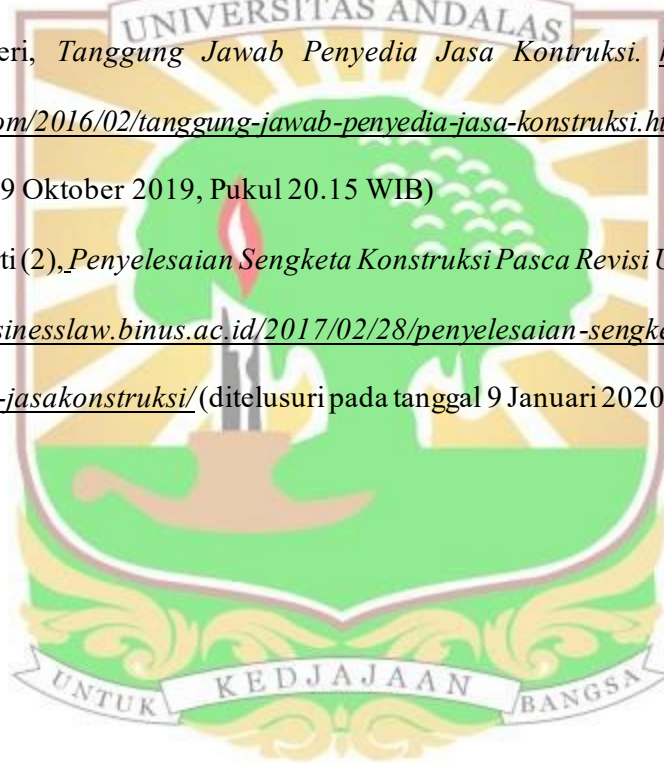 UNIVERSITAS ANDALAS
eri, Tanggung Jawab Penyedia Jasa Kontruksi.
om/2016/02/tanggung-jawab-penyedia-jasa-konstruksi.ht
9 Oktober 2019, Pukul 20.15 WIB)
ti (2), Penyelesaian Sengketa Konstruksi Pasca Revisi U
sinesslaw.binus.ac.id/2017/02/28/penyelesaian-sengke
-jasakonstruksi/ (ditelusuri pada tanggal 9 Januari 2020
UNTUK KEDJAJAAN BANGSA